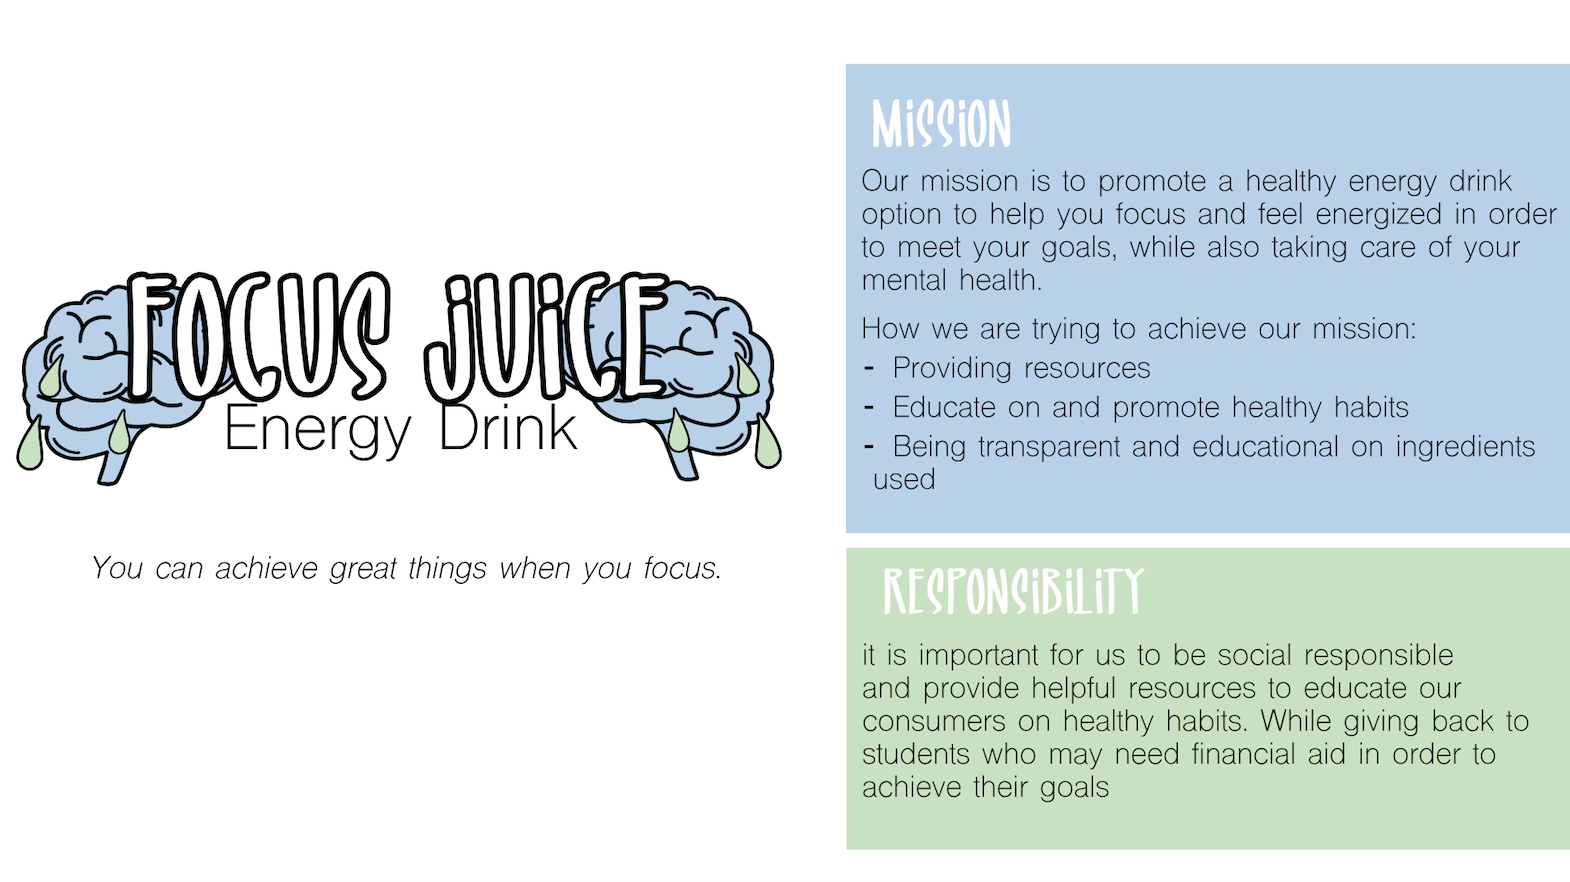 FOCUS JUiCE
Energy Drink
You can achieve great things when you focus.
MiSSiON
Our mission is to promote a healthy energy drink
option to help you focus and feel energized in order
to meet your goals, while also taking care of your
mental health.
How we are trying to achieve our mission:
- Providing resources
- Educate on and promote healthy habits
- Being transparent and educational on ingredients
used
RESPONSiBiLiTY
it is important for us to be social responsible
and provide helpful resources to educate our
consumers on healthy habits. While giving back to
students who may need financial aid in order to
achieve their goals